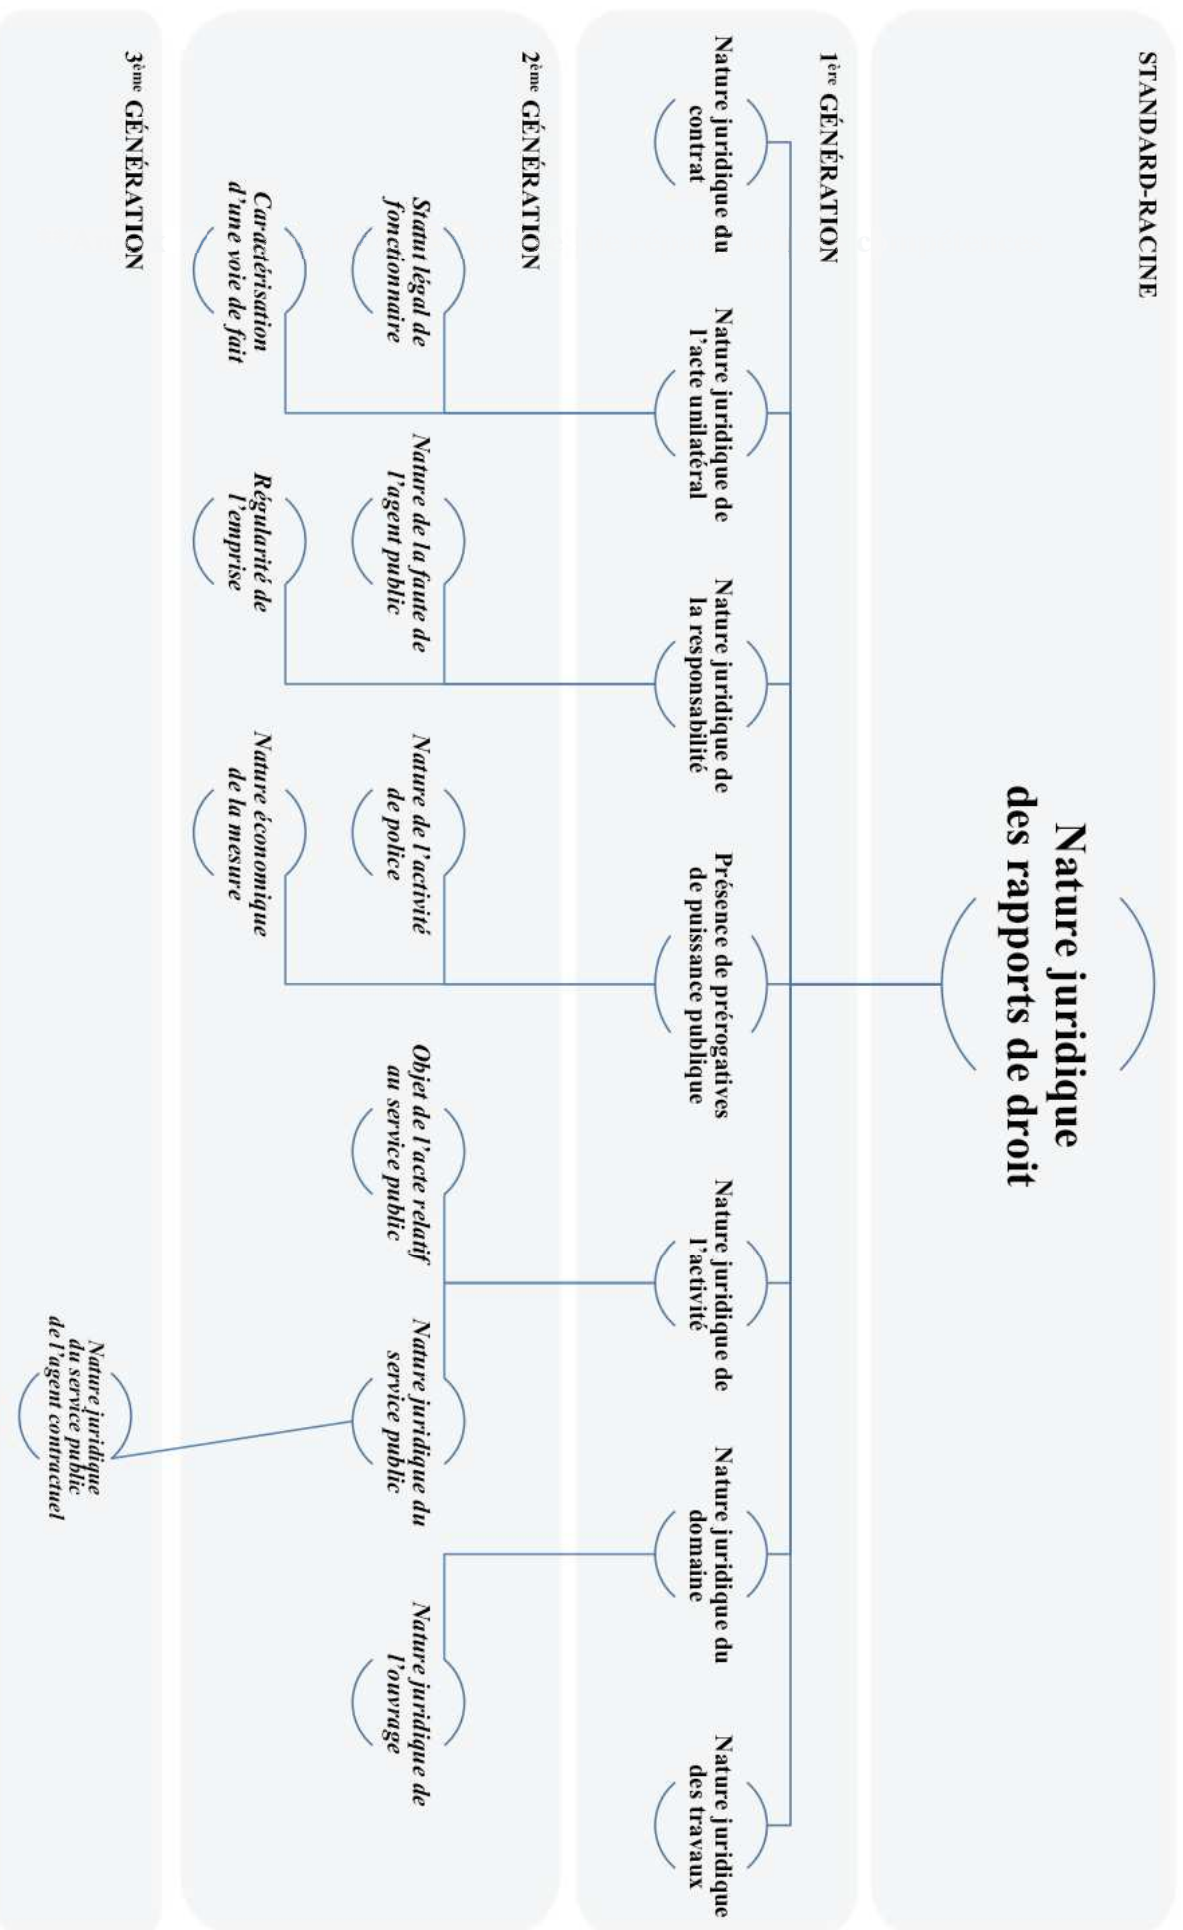 STANDARD-RACINE
Nature juridique
des rapports de droit
1ère GÉNÉRATION
Nature juridique du
contrat
Nature juridique de
l’acte unilatéral
Nature juridique de
la responsabilité
Présence de prérogatives
de puissance publique
Nature juridique de
l’activité
Nature juridique du
domaine
Nature juridique
des travaux
2ème GÉNÉRATION
Statut légal de
fonctionnaire
Nature de la faute de
l’agent public
Nature de l’activité
de police
Objet de l’acte relatif
au service public
Nature juridique du
service public
Nature juridique de
l’ouvrage
Caractérisation
d’une voie de fait
Régularité de
l’emprise
Nature économique
de la mesure
3ème GÉNÉRATION
Nature juridique
du service public
de l’agent contractuel